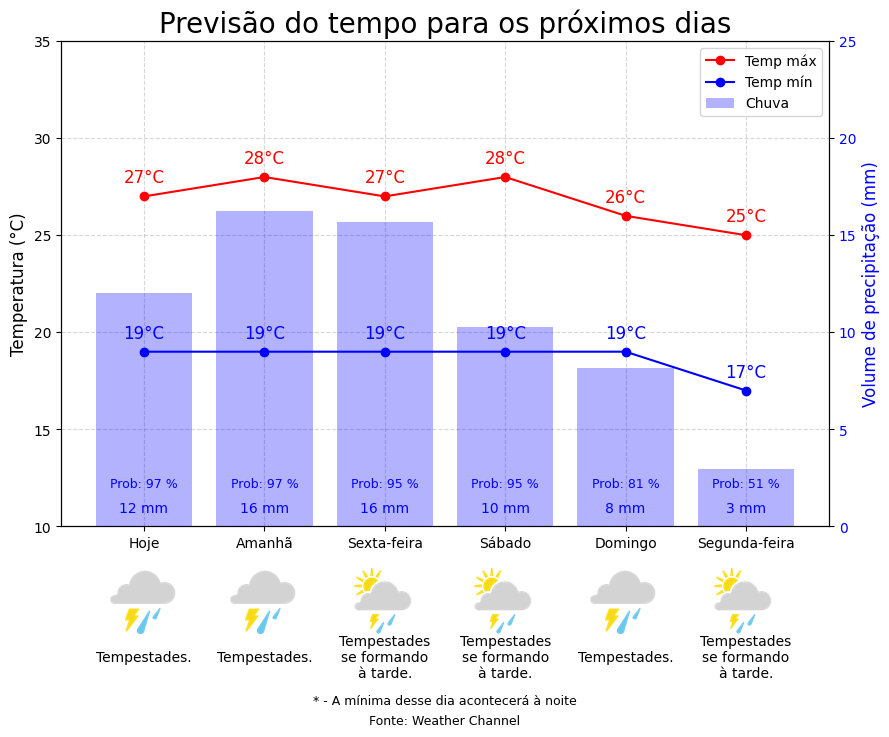 Previsão do tempo para os próximos dias
35
30
25
20
15
10
Temperatura (°C)
25
20
15
10
5
0
Volume de precipitação (mm)
Temp máx
Temp mín
Chuva
27°C
28°C
27°C
28°C
26°C
25°C
19°C
19°C
19°C
19°C
19°C
17°C
Prob: 97 %
Prob: 97 %
Prob: 95 %
Prob: 95 %
Prob: 81 %
Prob: 51 %
12 mm
16 mm
16 mm
10 mm
8 mm
3 mm
Hoje
Amanhã
Sexta-feira
Sábado
Domingo
Segunda-feira
Tempestades.
Tempestades.
Tempestades
se formando
à tarde.
Tempestades
se formando
à tarde.
Tempestades.
Tempestades
se formando
à tarde.
* - A mínima desse dia acontecerá à noite
Fonte: Weather Channel